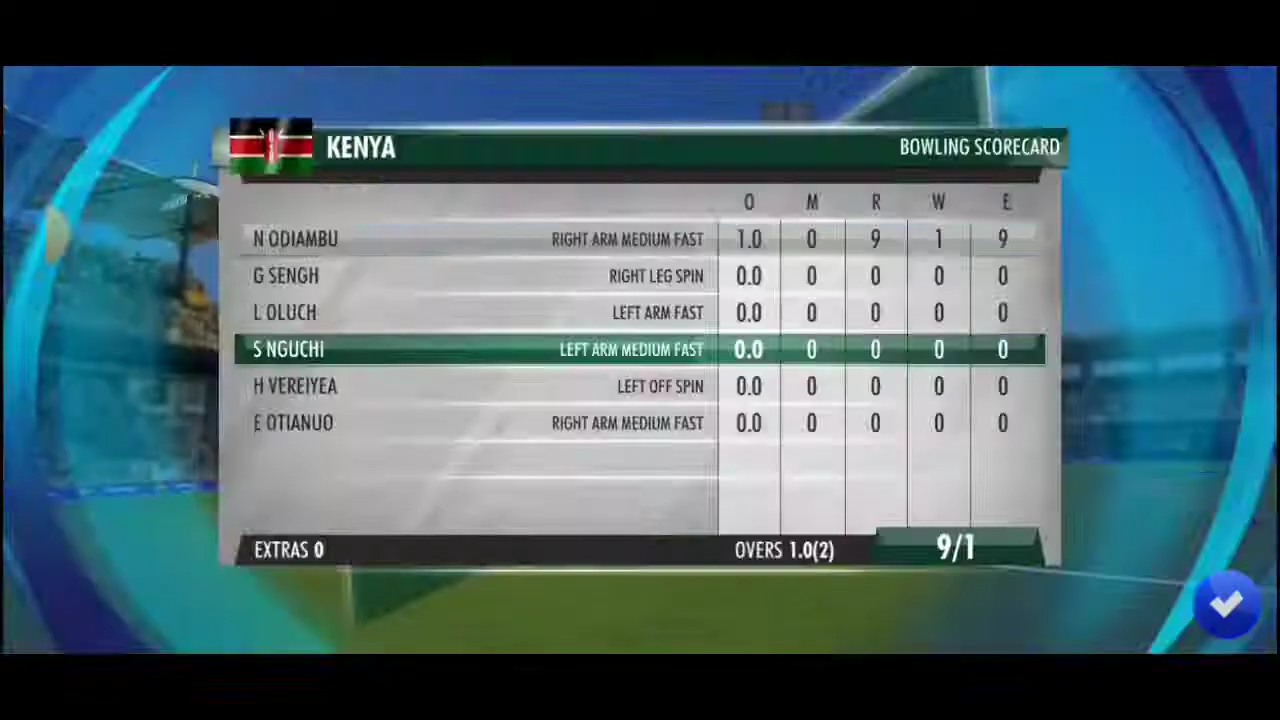 KENYA BOWLING SCORECARD
O M R W E
N ODIAMBU RIGHT ARM MEDIUM FAST 1.0 0 9 1 9
G SENGH RIGHT LEG SPIN 0.0 0 0 0 0
L OLUCH LEFT ARM FAST 0.0 0 0 0 0
S NGUCHI LEFT ARM MEDIUM FAST 0.0 0 0 0 0
H VEREIYEA LEFT OFF SPIN 0.0 0 0 0 0
E OTIANUO RIGHT ARM MEDIUM FAST 0.0 0 0 0 0
EXTRAS 0 OVERS 1.0(2) 9/1